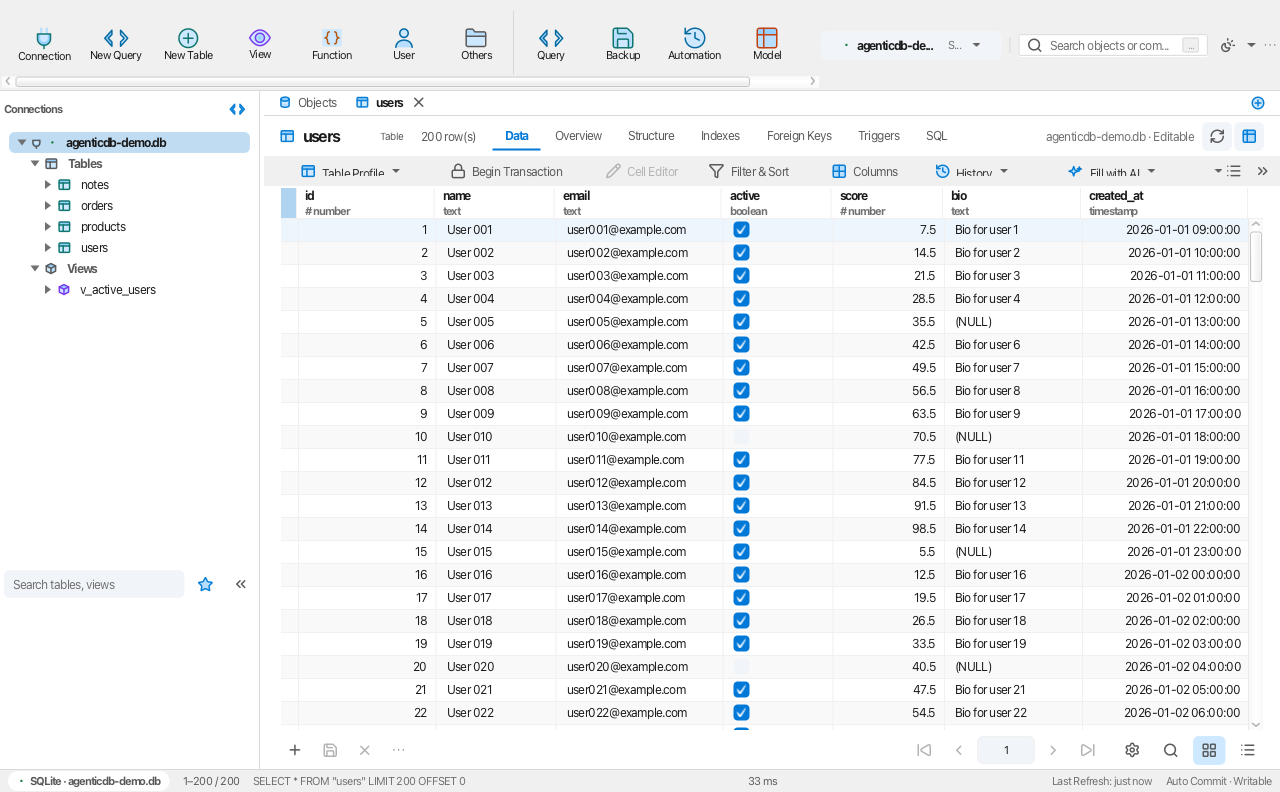 Connection
New Query
New Table
View
Function
User
Others
Query
Backup
Automation
Model
agenticdb-de... S...
Search objects or com... ...
Connections
agenticdb-demo.db
Tables
notes
orders
products
users
Views
v_active_users
Search tables, views
Objects
users
users Table 200 row(s)
Data Overview Structure Indexes Foreign Keys Triggers SQL
agenticdb-demo.db · Editable
Table Profile Begin Transaction Cell Editor Filter & Sort Columns History Fill with AI
id name email active score bio created_at
# number text text boolean # number text timestamp
1 User 001 user001@example.com 7.5 Bio for user 1 2026-01-01 09:00:00
2 User 002 user002@example.com 14.5 Bio for user 2 2026-01-01 10:00:00
3 User 003 user003@example.com 21.5 Bio for user 3 2026-01-01 11:00:00
4 User 004 user004@example.com 28.5 Bio for user 4 2026-01-01 12:00:00
5 User 005 user005@example.com 35.5 (NULL) 2026-01-01 13:00:00
6 User 006 user006@example.com 42.5 Bio for user 6 2026-01-01 14:00:00
7 User 007 user007@example.com 49.5 Bio for user 7 2026-01-01 15:00:00
8 User 008 user008@example.com 56.5 Bio for user 8 2026-01-01 16:00:00
9 User 009 user009@example.com 63.5 Bio for user 9 2026-01-01 17:00:00
10 User 010 user010@example.com 70.5 (NULL) 2026-01-01 18:00:00
11 User 011 user011@example.com 77.5 Bio for user 11 2026-01-01 19:00:00
12 User 012 user012@example.com 84.5 Bio for user 12 2026-01-01 20:00:00
13 User 013 user013@example.com 91.5 Bio for user 13 2026-01-01 21:00:00
14 User 014 user014@example.com 98.5 Bio for user 14 2026-01-01 22:00:00
15 User 015 user015@example.com 5.5 (NULL) 2026-01-01 23:00:00
16 User 016 user016@example.com 12.5 Bio for user 16 2026-01-02 00:00:00
17 User 017 user017@example.com 19.5 Bio for user 17 2026-01-02 01:00:00
18 User 018 user018@example.com 26.5 Bio for user 18 2026-01-02 02:00:00
19 User 019 user019@example.com 33.5 Bio for user 19 2026-01-02 03:00:00
20 User 020 user020@example.com 40.5 (NULL) 2026-01-02 04:00:00
21 User 021 user021@example.com 47.5 Bio for user 21 2026-01-02 05:00:00
22 User 022 user022@example.com 54.5 Bio for user 22 2026-01-02 06:00:00
1
SQLite · agenticdb-demo.db 1–200 / 200 SELECT * FROM "users" LIMIT 200 OFFSET 0 33 ms Last Refresh: just now Auto Commit · Writable